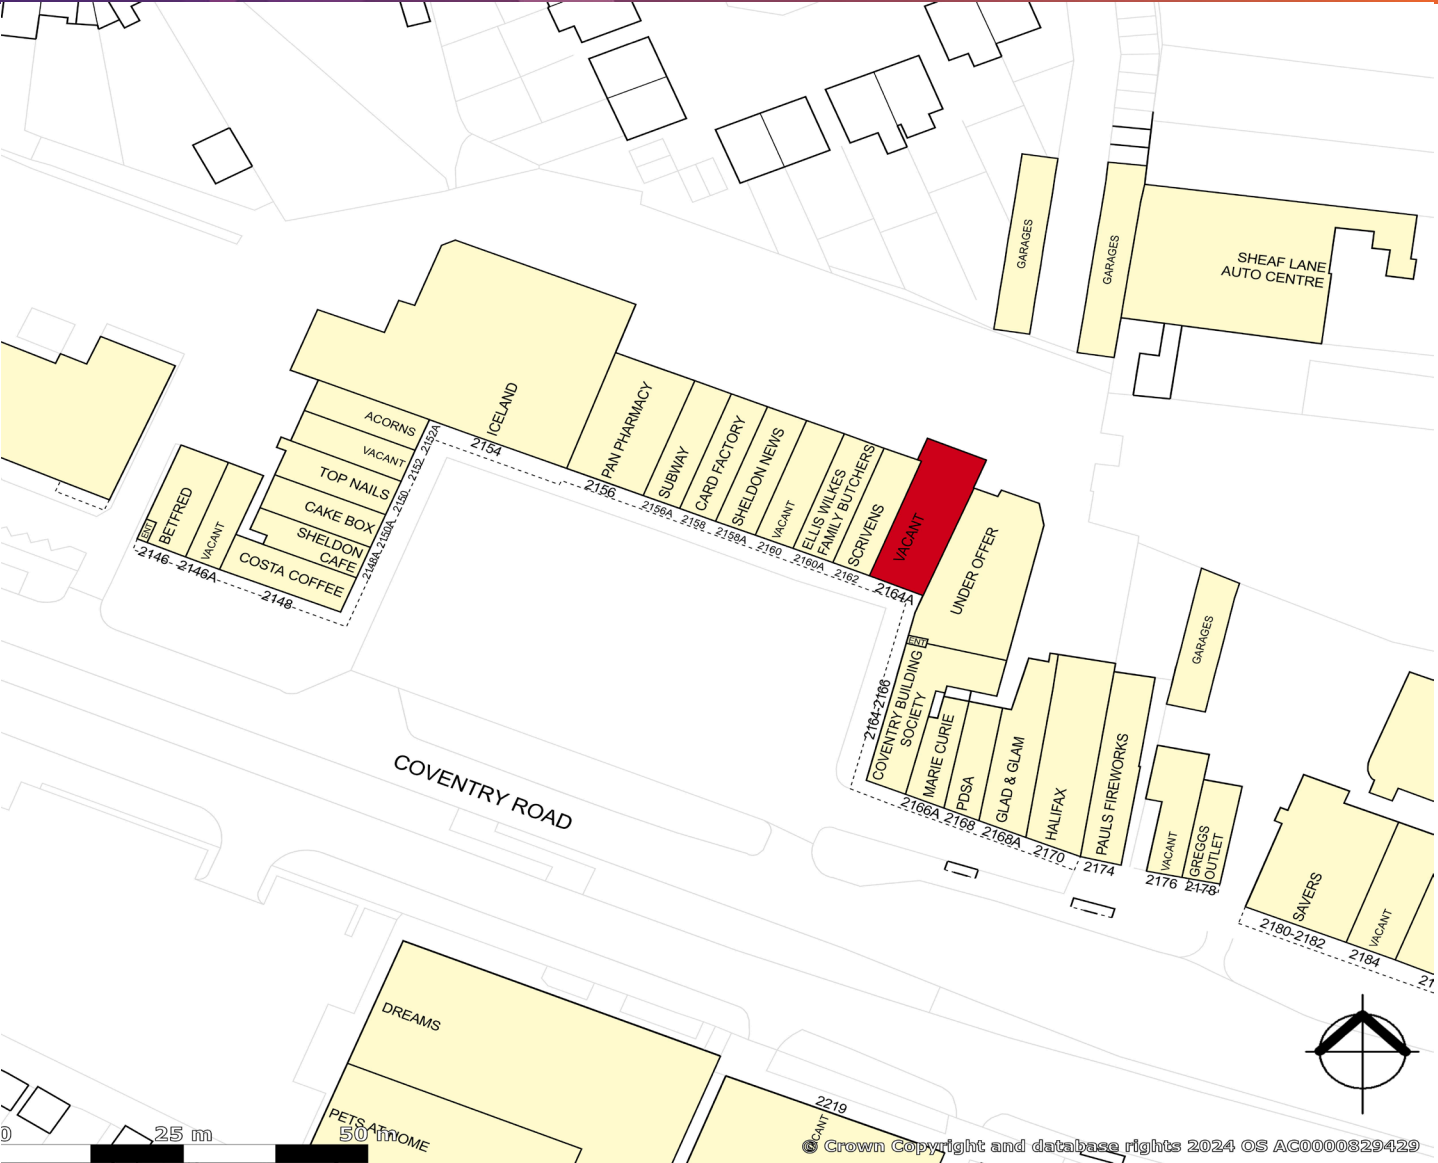 GARAGES
GARAGES
SHEAF LANE
AUTO CENTRE
ICELAND
2154
ACORNS
2152A
VACANT
2152
TOP NAILS
2150
CAKE BOX
2150A
SHELDON
CAFE
2148A
COSTA COFFEE
2148
BETFRED
ENT
2146
VACANT
2146A
PAN PHARMACY
2156
SUBWAY
2156A
CARD FACTORY
2158
SHELDON NEWS
2158A
VACANT
2160
ELLIS WILKES
FAMILY BUTCHERS
2160A
SCRIVENS
2162
VACANT
2164A
UNDER OFFER
ENT
COVENTRY BUILDING
SOCIETY
2164-2166
MARIE CURIE
2166A
PDSA
2168
GLAD & GLAM
2168A
HALIFAX
2170
PAULS FIREWORKS
2174
GARAGES
VACANT
2176
GREGGS
OUTLET
2178
SAVERS
2180-2182
VACANT
2184
COVENTRY ROAD
DREAMS
PETS AT HOME
2219
VACANT
0 25 m 50 m
© Crown Copyright and database rights 2024 OS AC0000829429